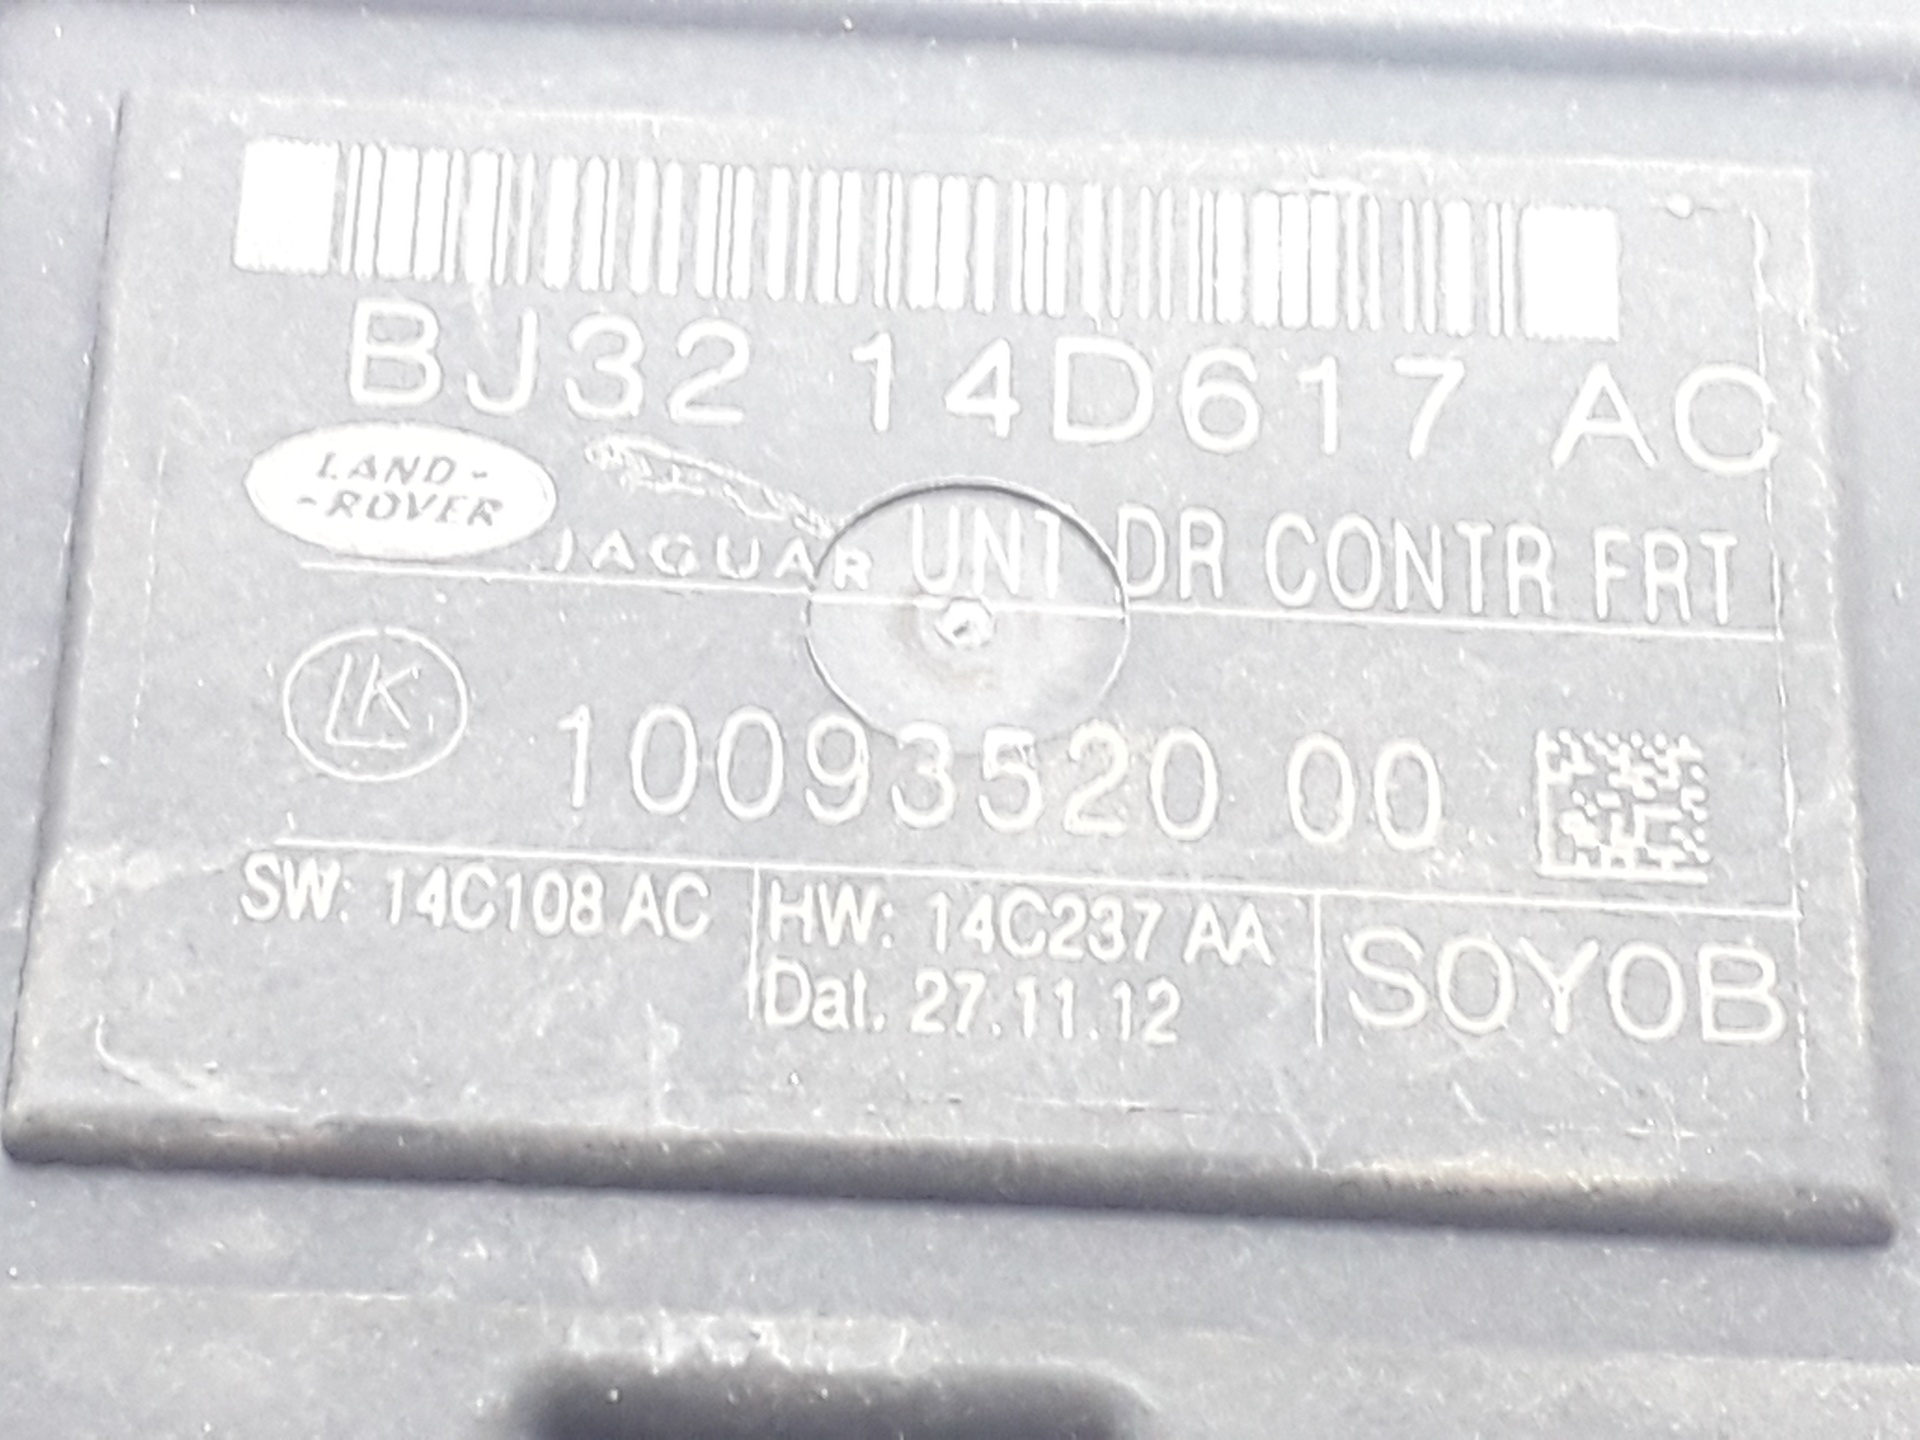 BJ32 14D617 AC
LAND-
-ROVER
JAGUAR UNT DR CONTR FRT
LK
10093520 00
SW: 14C108 AC
HW: 14C237 AA
Dat. 27.11.12
SOYOB